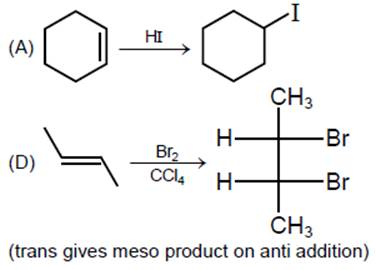 (A) HI I
CH3
(D) Br2 H Br
CCl4 H Br
CH3
(trans gives meso product on anti addition)